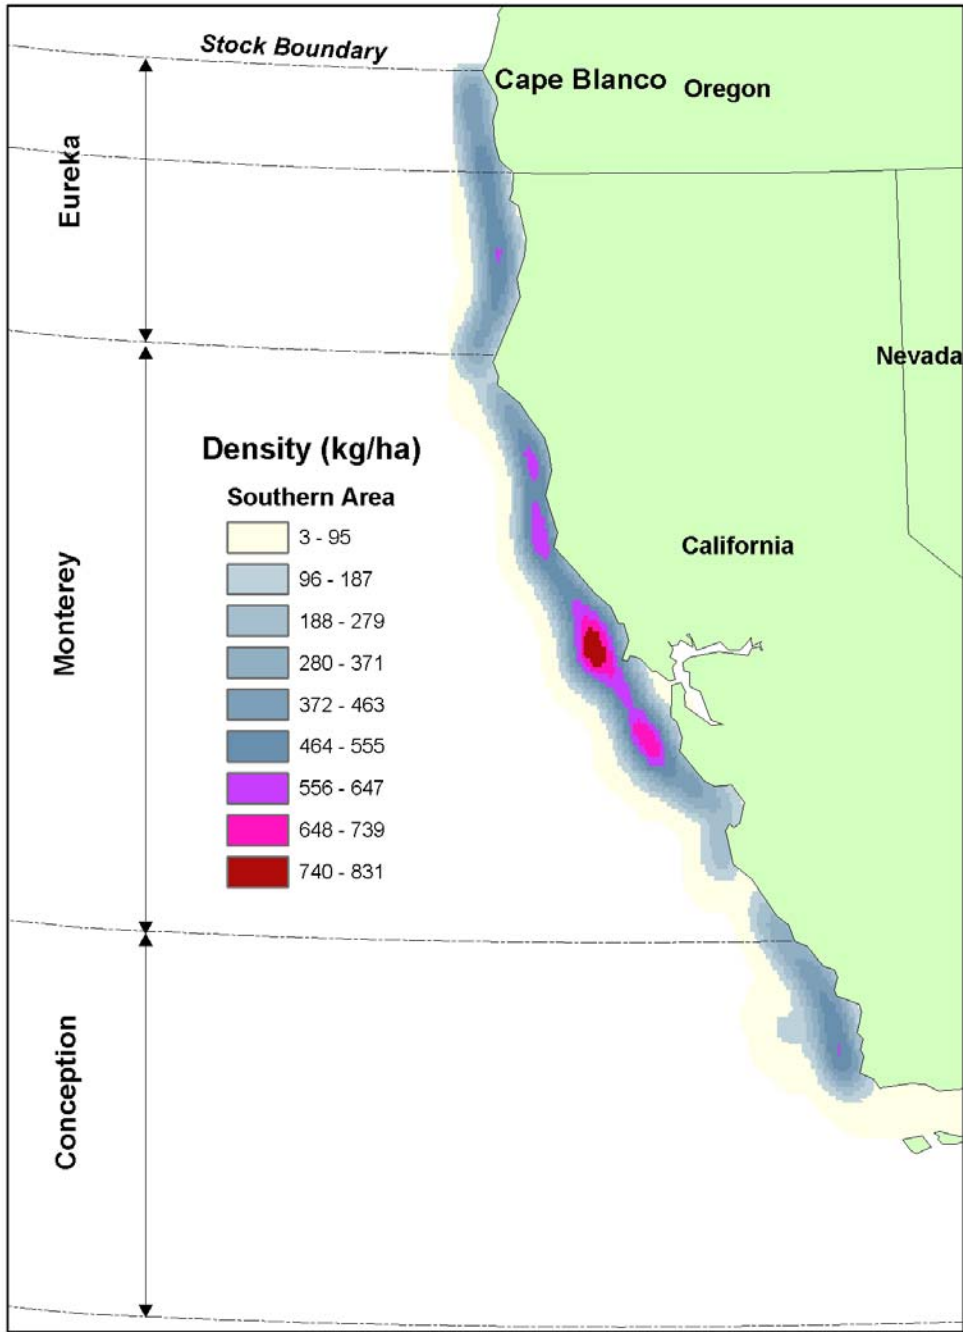 Stock Boundary
Cape Blanco
Oregon
Eureka
Nevada
Density (kg/ha)
Southern Area
3 - 95
96 - 187
188 - 279
280 - 371
372 - 463
464 - 555
556 - 647
648 - 739
740 - 831
California
Monterey
Conception